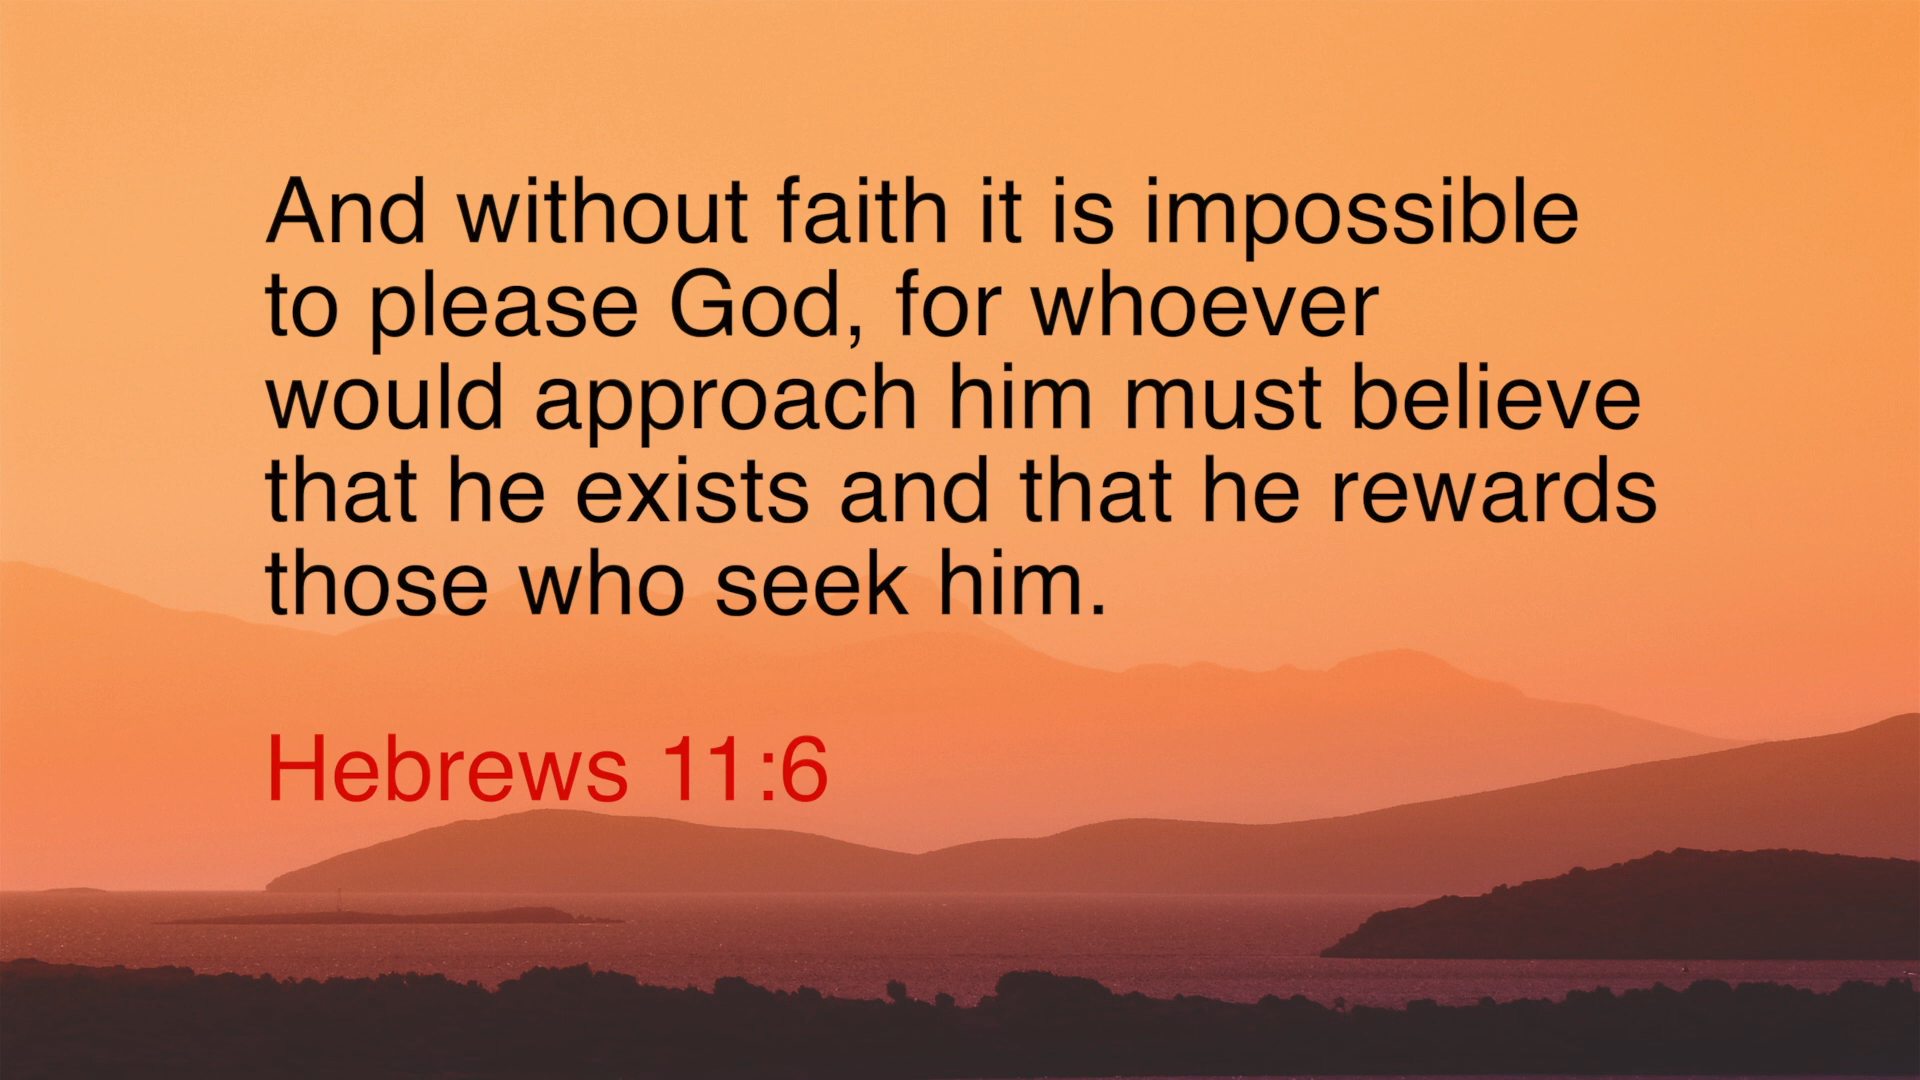 And without faith it is impossible
to please God, for whoever
would approach him must believe
that he exists and that he rewards
those who seek him.
Hebrews 11:6